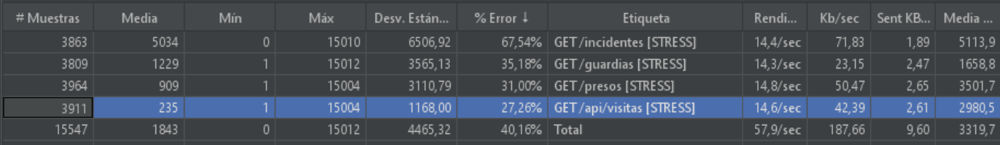 # Muestras Media Mín Máx Desv. Están... % Error ↓ Etiqueta Rendi... Kb/sec Sent KB... Media ...
3863 5034 0 15010 6506,92 67,54% GET /incidentes [STRESS] 14,4/sec 71,83 1,89 5113,9
3809 1229 1 15012 3565,13 35,18% GET /guardias [STRESS] 14,3/sec 23,15 2,47 1658,8
3964 909 1 15004 3110,79 31,00% GET /presos [STRESS] 14,8/sec 50,47 2,65 3501,7
3911 235 1 15004 1168,00 27,26% GET /api/visitas [STRESS] 14,6/sec 42,39 2,61 2980,5
15547 1843 0 15012 4465,32 40,16% Total 57,9/sec 187,66 9,60 3319,7